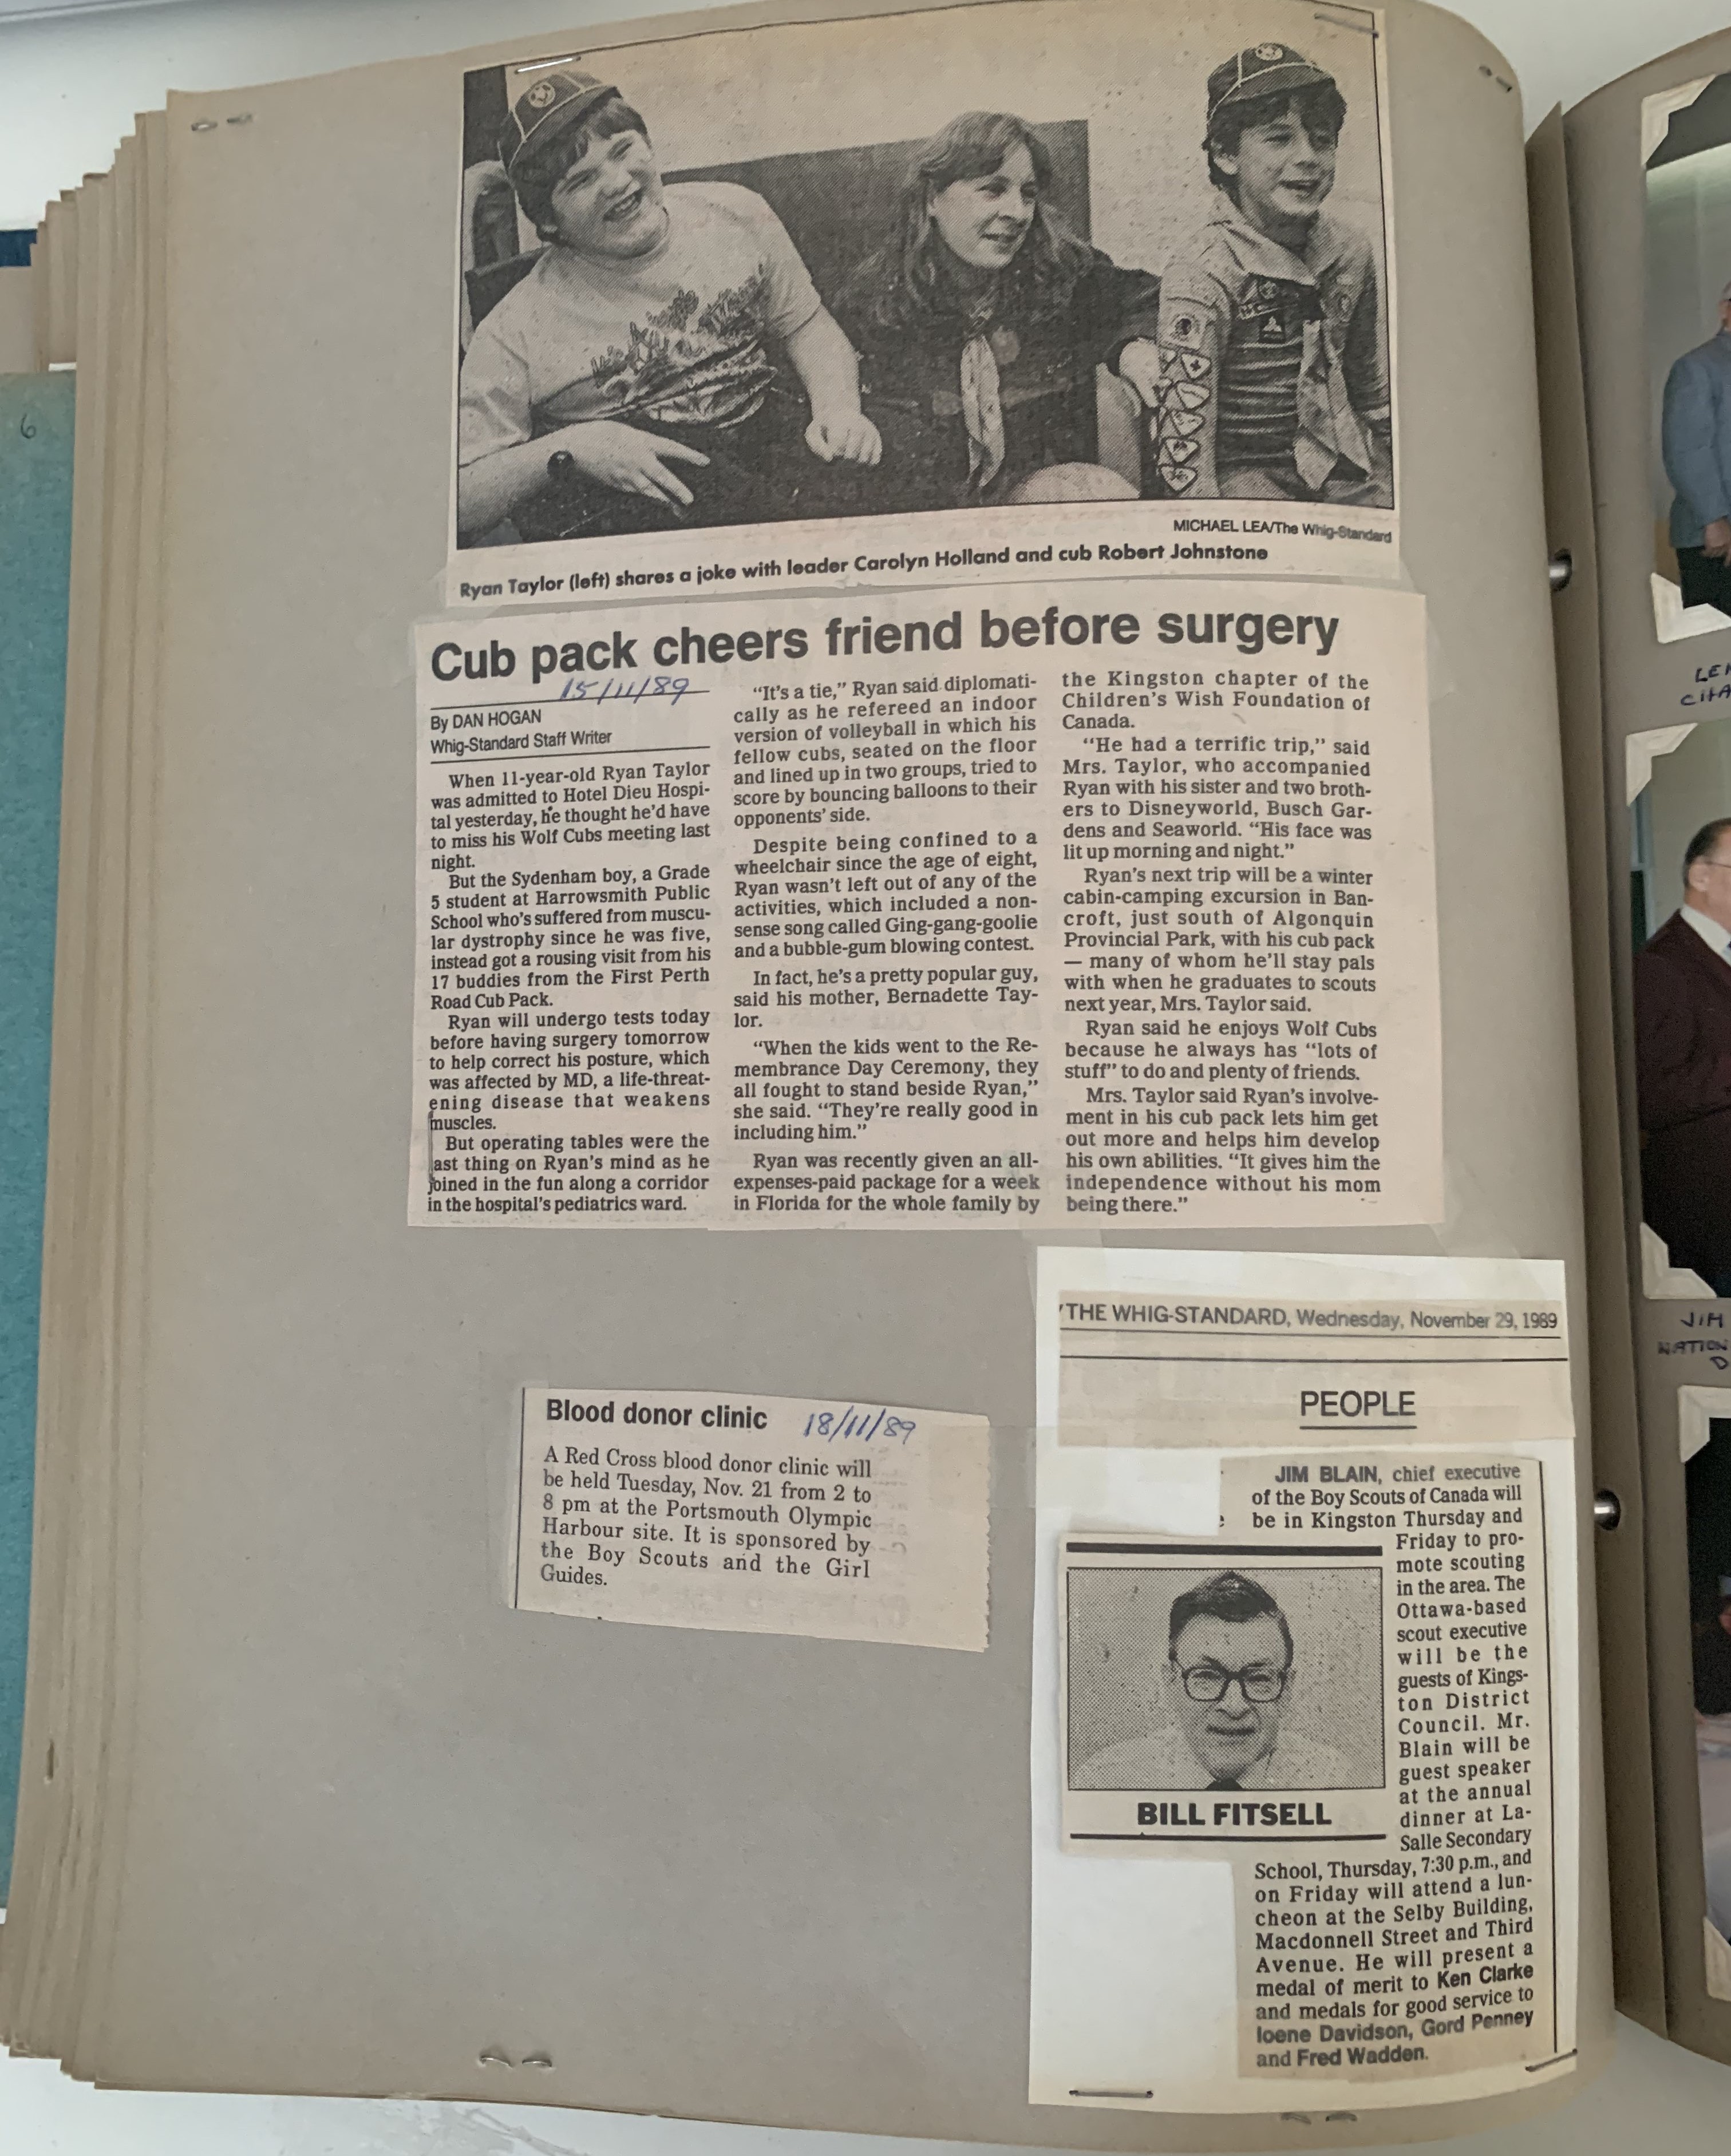 6
MICHAEL LEA/The Whig-Standard
Ryan Taylor (left) shares a joke with leader Carolyn Holland and cub Robert Johnstone
Cub pack cheers friend before surgery
15/11/89
By DAN HOGAN
Whig-Standard Staff Writer
When 11-year-old Ryan Taylor
was admitted to Hotel Dieu Hospi-
tal yesterday, he thought he'd have
to miss his Wolf Cubs meeting last
night.
But the Sydenham boy, a Grade
5 student at Harrowsmith Public
School who's suffered from muscu-
lar dystrophy since he was five,
instead got a rousing visit from his
17 buddies from the First Perth
Road Cub Pack.
Ryan will undergo tests today
before having surgery tomorrow
to help correct his posture, which
was affected by MD, a life-threat-
ening disease that weakens
muscles.
But operating tables were the
last thing on Ryan's mind as he
joined in the fun along a corridor
in the hospital's pediatrics ward.
"It's a tie," Ryan said diplomati-
cally as he refereed an indoor
version of volleyball in which his
fellow cubs, seated on the floor
and lined up in two groups, tried to
score by bouncing balloons to their
opponents' side.
Despite being confined to a
wheelchair since the age of eight,
Ryan wasn't left out of any of the
activities, which included a non-
sense song called Ging-gang-goolie
and a bubble-gum blowing contest.
In fact, he's a pretty popular guy,
said his mother, Bernadette Tay-
lor.
"When the kids went to the Re-
membrance Day Ceremony, they
all fought to stand beside Ryan,"
she said. "They're really good in
including him."
Ryan was recently given an all-
expenses-paid package for a week
in Florida for the whole family by
the Kingston chapter of the
Children's Wish Foundation of
Canada.
"He had a terrific trip," said
Mrs. Taylor, who accompanied
Ryan with his sister and two broth-
ers to Disneyworld, Busch Gar-
dens and Seaworld. "His face was
lit up morning and night."
Ryan's next trip will be a winter
cabin-camping excursion in Ban-
croft, just south of Algonquin
Provincial Park, with his cub pack
— many of whom he'll stay pals
with when he graduates to scouts
next year, Mrs. Taylor said.
Ryan said he enjoys Wolf Cubs
because he always has "lots of
stuff" to do and plenty of friends.
Mrs. Taylor said Ryan's involve-
ment in his cub pack lets him get
out more and helps him develop
his own abilities. "It gives him the
independence without his mom
being there."
Blood donor clinic 18/11/89
A Red Cross blood donor clinic will
be held Tuesday, Nov. 21 from 2 to
8 pm at the Portsmouth Olympic
Harbour site. It is sponsored by
the Boy Scouts and the Girl
Guides.
THE WHIG-STANDARD, Wednesday, November 29, 1989
PEOPLE
JIM BLAIN, chief executive
of the Boy Scouts of Canada will
be in Kingston Thursday and
Friday to pro-
mote scouting
in the area. The
Ottawa-based
scout executive
will be the
guests of Kings-
ton District
Council. Mr.
Blain will be
guest speaker
at the annual
dinner at La-
Salle Secondary
School, Thursday, 7:30 p.m., and
on Friday will attend a lun-
cheon at the Selby Building,
Macdonnell Street and Third
Avenue. He will present a
medal of merit to Ken Clarke
and medals for good service to
Ioene Davidson, Gord Penney
and Fred Wadden.
BILL FITSELL
JIM
NATION
D